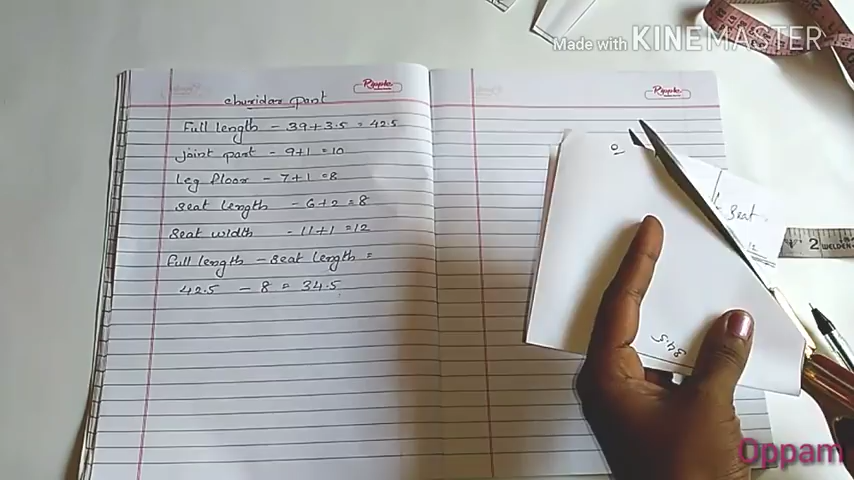 Made with KINEMASTER
Ripple
churidar pant
Full length - 39+3.5 = 42.5
joint part - 9+1 =10
Leg floor - 7+1 =8
Seat length - 6+2 =8
Seat width - 11+1 =12
Full length - seat length =
42.5 - 8 = 34.5
Ripple
Seat
12
34.5
2 WELDON
Oppam